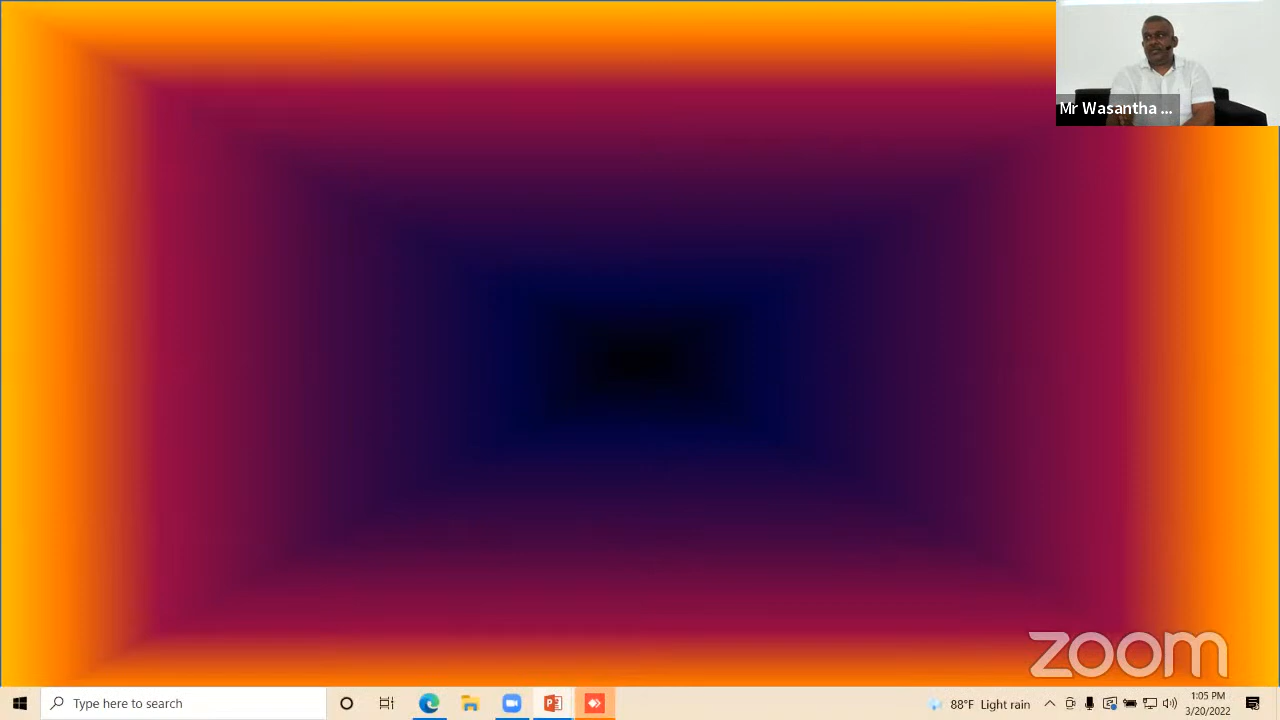 Mr Wasantha ...
zoom
Type here to search
88°F Light rain
1:05 PM
3/20/2022